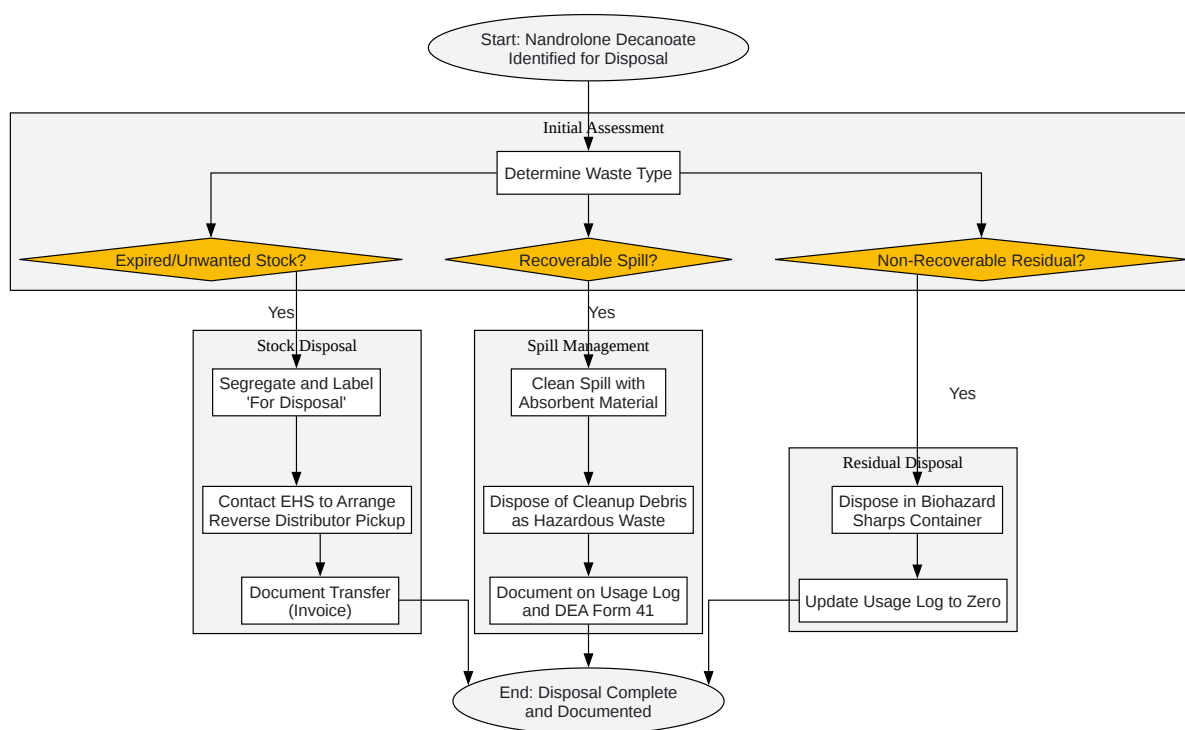 Start: Nandrolone Decanoate
Identified for Disposal
Initial Assessment
Determine Waste Type
Expired/Unwanted Stock?
Recoverable Spill?
Non-Recoverable Residual?
Yes
Yes
Yes
Stock Disposal
Segregate and Label
'For Disposal'
Contact EHS to Arrange
Reverse Distributor Pickup
Document Transfer
(Invoice)
Spill Management
Clean Spill with
Absorbent Material
Dispose of Cleanup Debris
as Hazardous Waste
Document on Usage Log
and DEA Form 41
Residual Disposal
Dispose in Biohazard
Sharps Container
Update Usage Log to Zero
End: Disposal Complete
and Documented